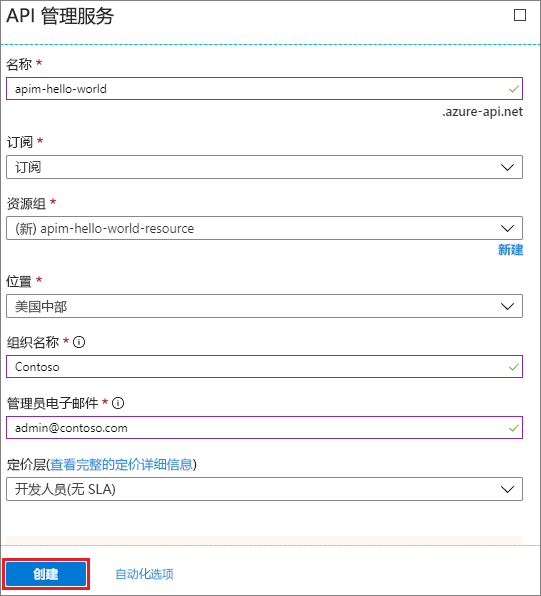 API 管理服务
名称 *
apim-hello-world
.azure-api.net
订阅 *
订阅
资源组 *
(新) apim-hello-world-resource
新建
位置 *
美国中部
组织名称 *
Contoso
管理员电子邮件 *
admin@contoso.com
定价层(查看完整的定价详细信息)
开发人员(无 SLA)
创建 自动化选项